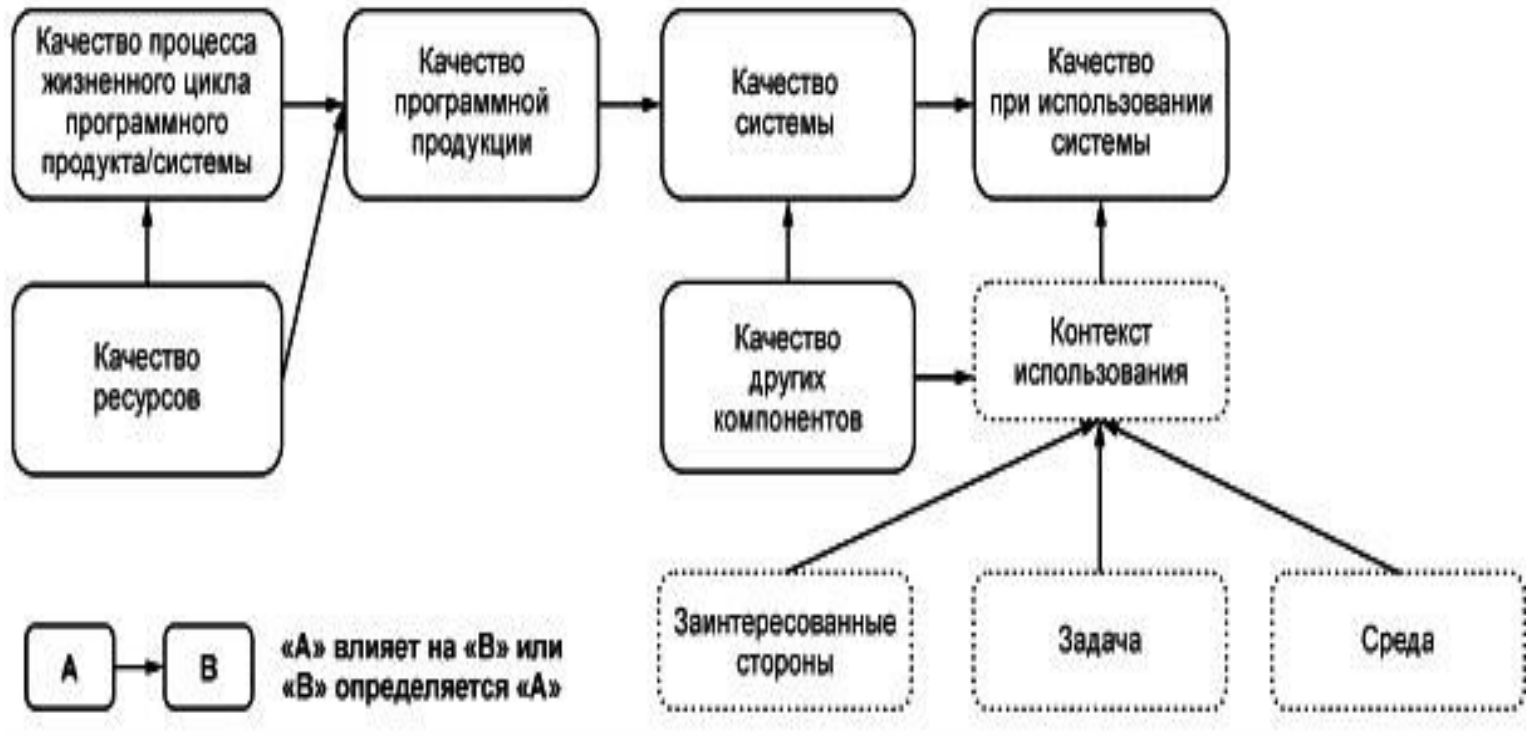 Качество процесса
жизненного цикла
программного
продукта/системы
Качество
программной
продукции
Качество
системы
Качество
при использовании
системы
Качество
ресурсов
Качество
других
компонентов
Контекст
использования
Заинтересованные
стороны
Задача
Среда
А
В
«А» влияет на «В» или
«В» определяется «А»